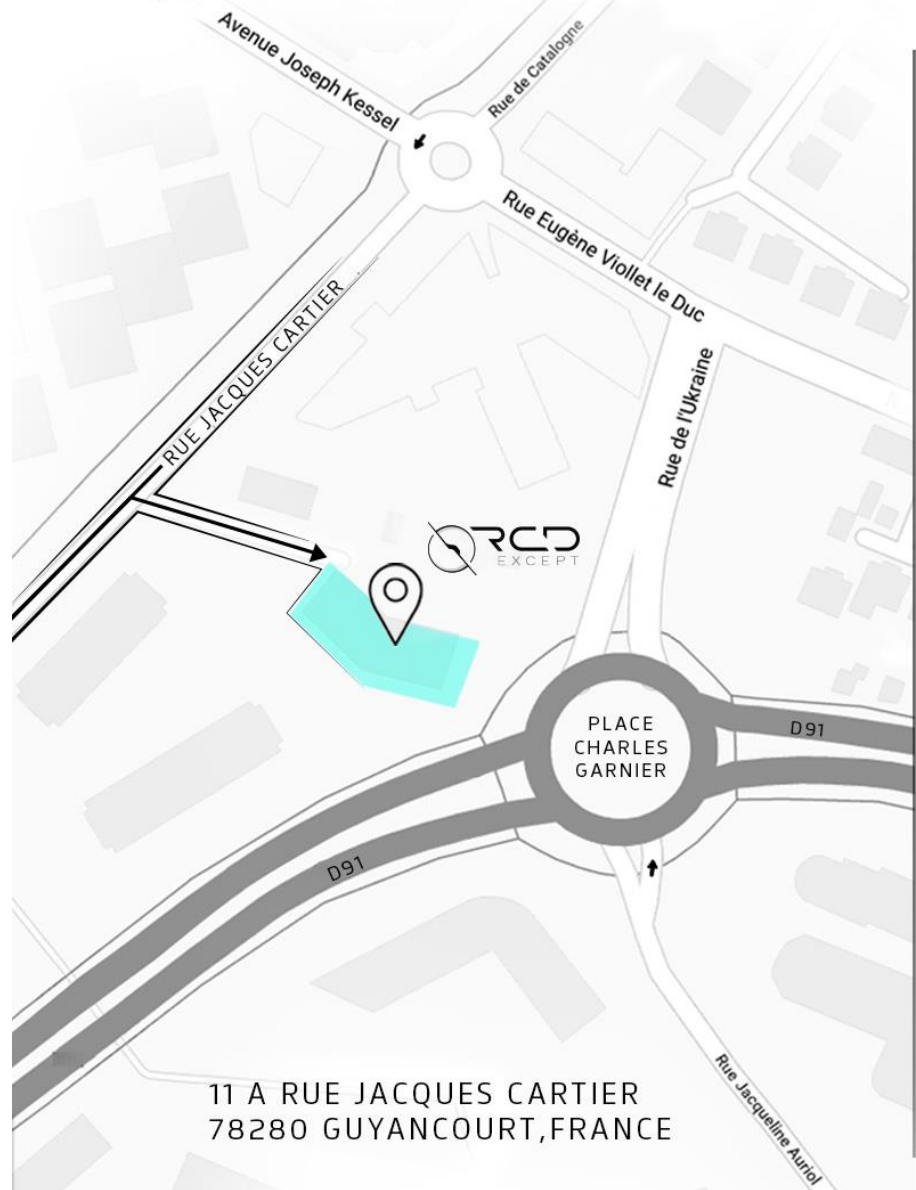 Avenue Joseph Kessel
Rue de Catalogne
Rue Eugène Viollet le Duc
RUE JACQUES CARTIER
Rue de l'Ukraine
RCD
EXCEPT
PLACE
CHARLES
GARNIER
D91
D91
Rue Jacqueline Auriol
11 A RUE JACQUES CARTIER
78280 GUYANCOURT,FRANCE